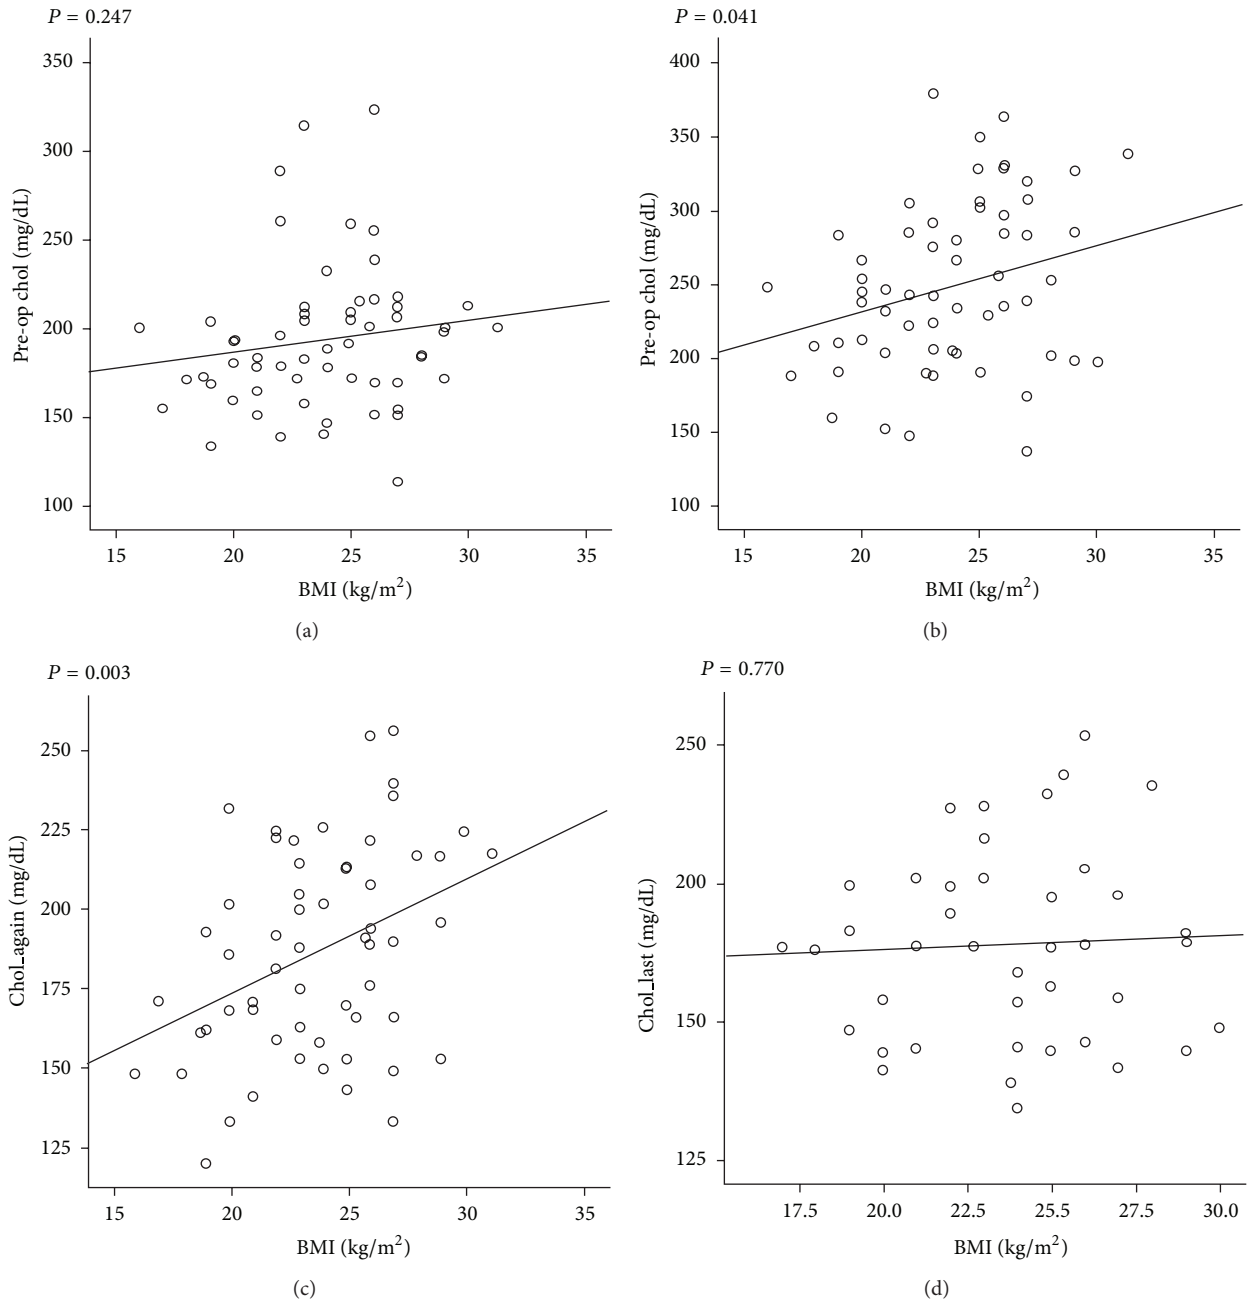 P = 0.247
350
300
250
200
150
100
Pre-op chol (mg/dL)
15 20 25 30 35
BMI (kg/m²)
(a)
P = 0.041
400
350
300
250
200
150
100
Pre-op chol (mg/dL)
15 20 25 30 35
BMI (kg/m²)
(b)
P = 0.003
250
225
200
175
150
125
Chol_again (mg/dL)
15 20 25 30 35
BMI (kg/m²)
(c)
P = 0.770
250
200
150
125
Chol_last (mg/dL)
17.5 20.0 22.5 25.5 27.5 30.0
BMI (kg/m²)
(d)